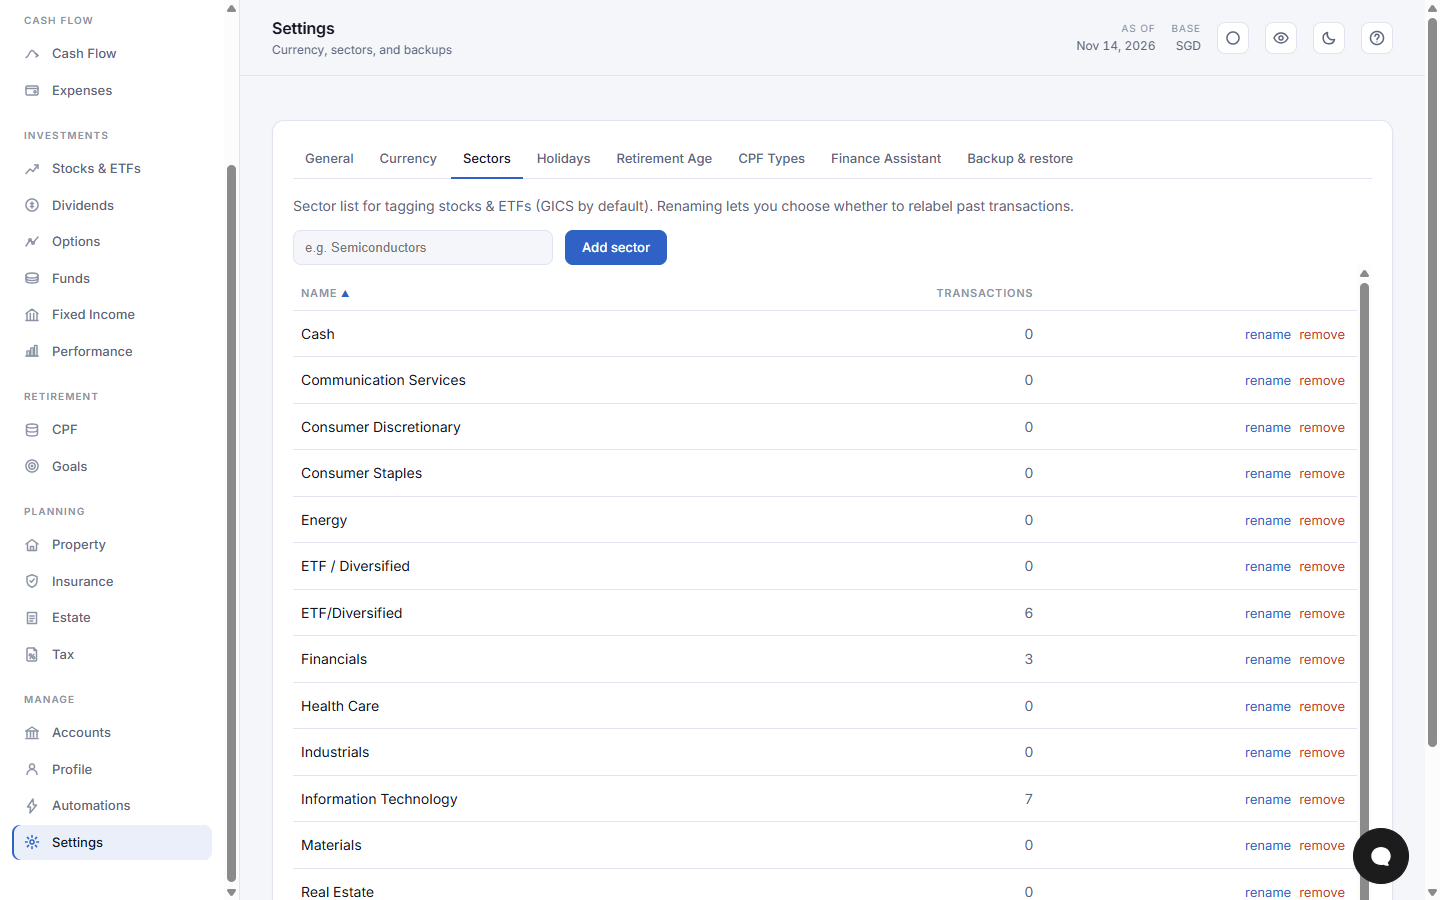 CASH FLOW
Cash Flow
Expenses
INVESTMENTS
Stocks & ETFs
Dividends
Options
Funds
Fixed Income
Performance
RETIREMENT
CPF
Goals
PLANNING
Property
Insurance
Estate
Tax
MANAGE
Accounts
Profile
Automations
Settings
Settings
Currency, sectors, and backups
AS OF BASE
Nov 14, 2026 SGD
General Currency Sectors Holidays Retirement Age CPF Types Finance Assistant Backup & restore
Sector list for tagging stocks & ETFs (GICS by default). Renaming lets you choose whether to relabel past transactions.
e.g. Semiconductors Add sector
NAME ▲ TRANSACTIONS
Cash 0 rename remove
Communication Services 0 rename remove
Consumer Discretionary 0 rename remove
Consumer Staples 0 rename remove
Energy 0 rename remove
ETF / Diversified 0 rename remove
ETF/Diversified 6 rename remove
Financials 3 rename remove
Health Care 0 rename remove
Industrials 0 rename remove
Information Technology 7 rename remove
Materials 0 rename remove
Real Estate 0 rename remove